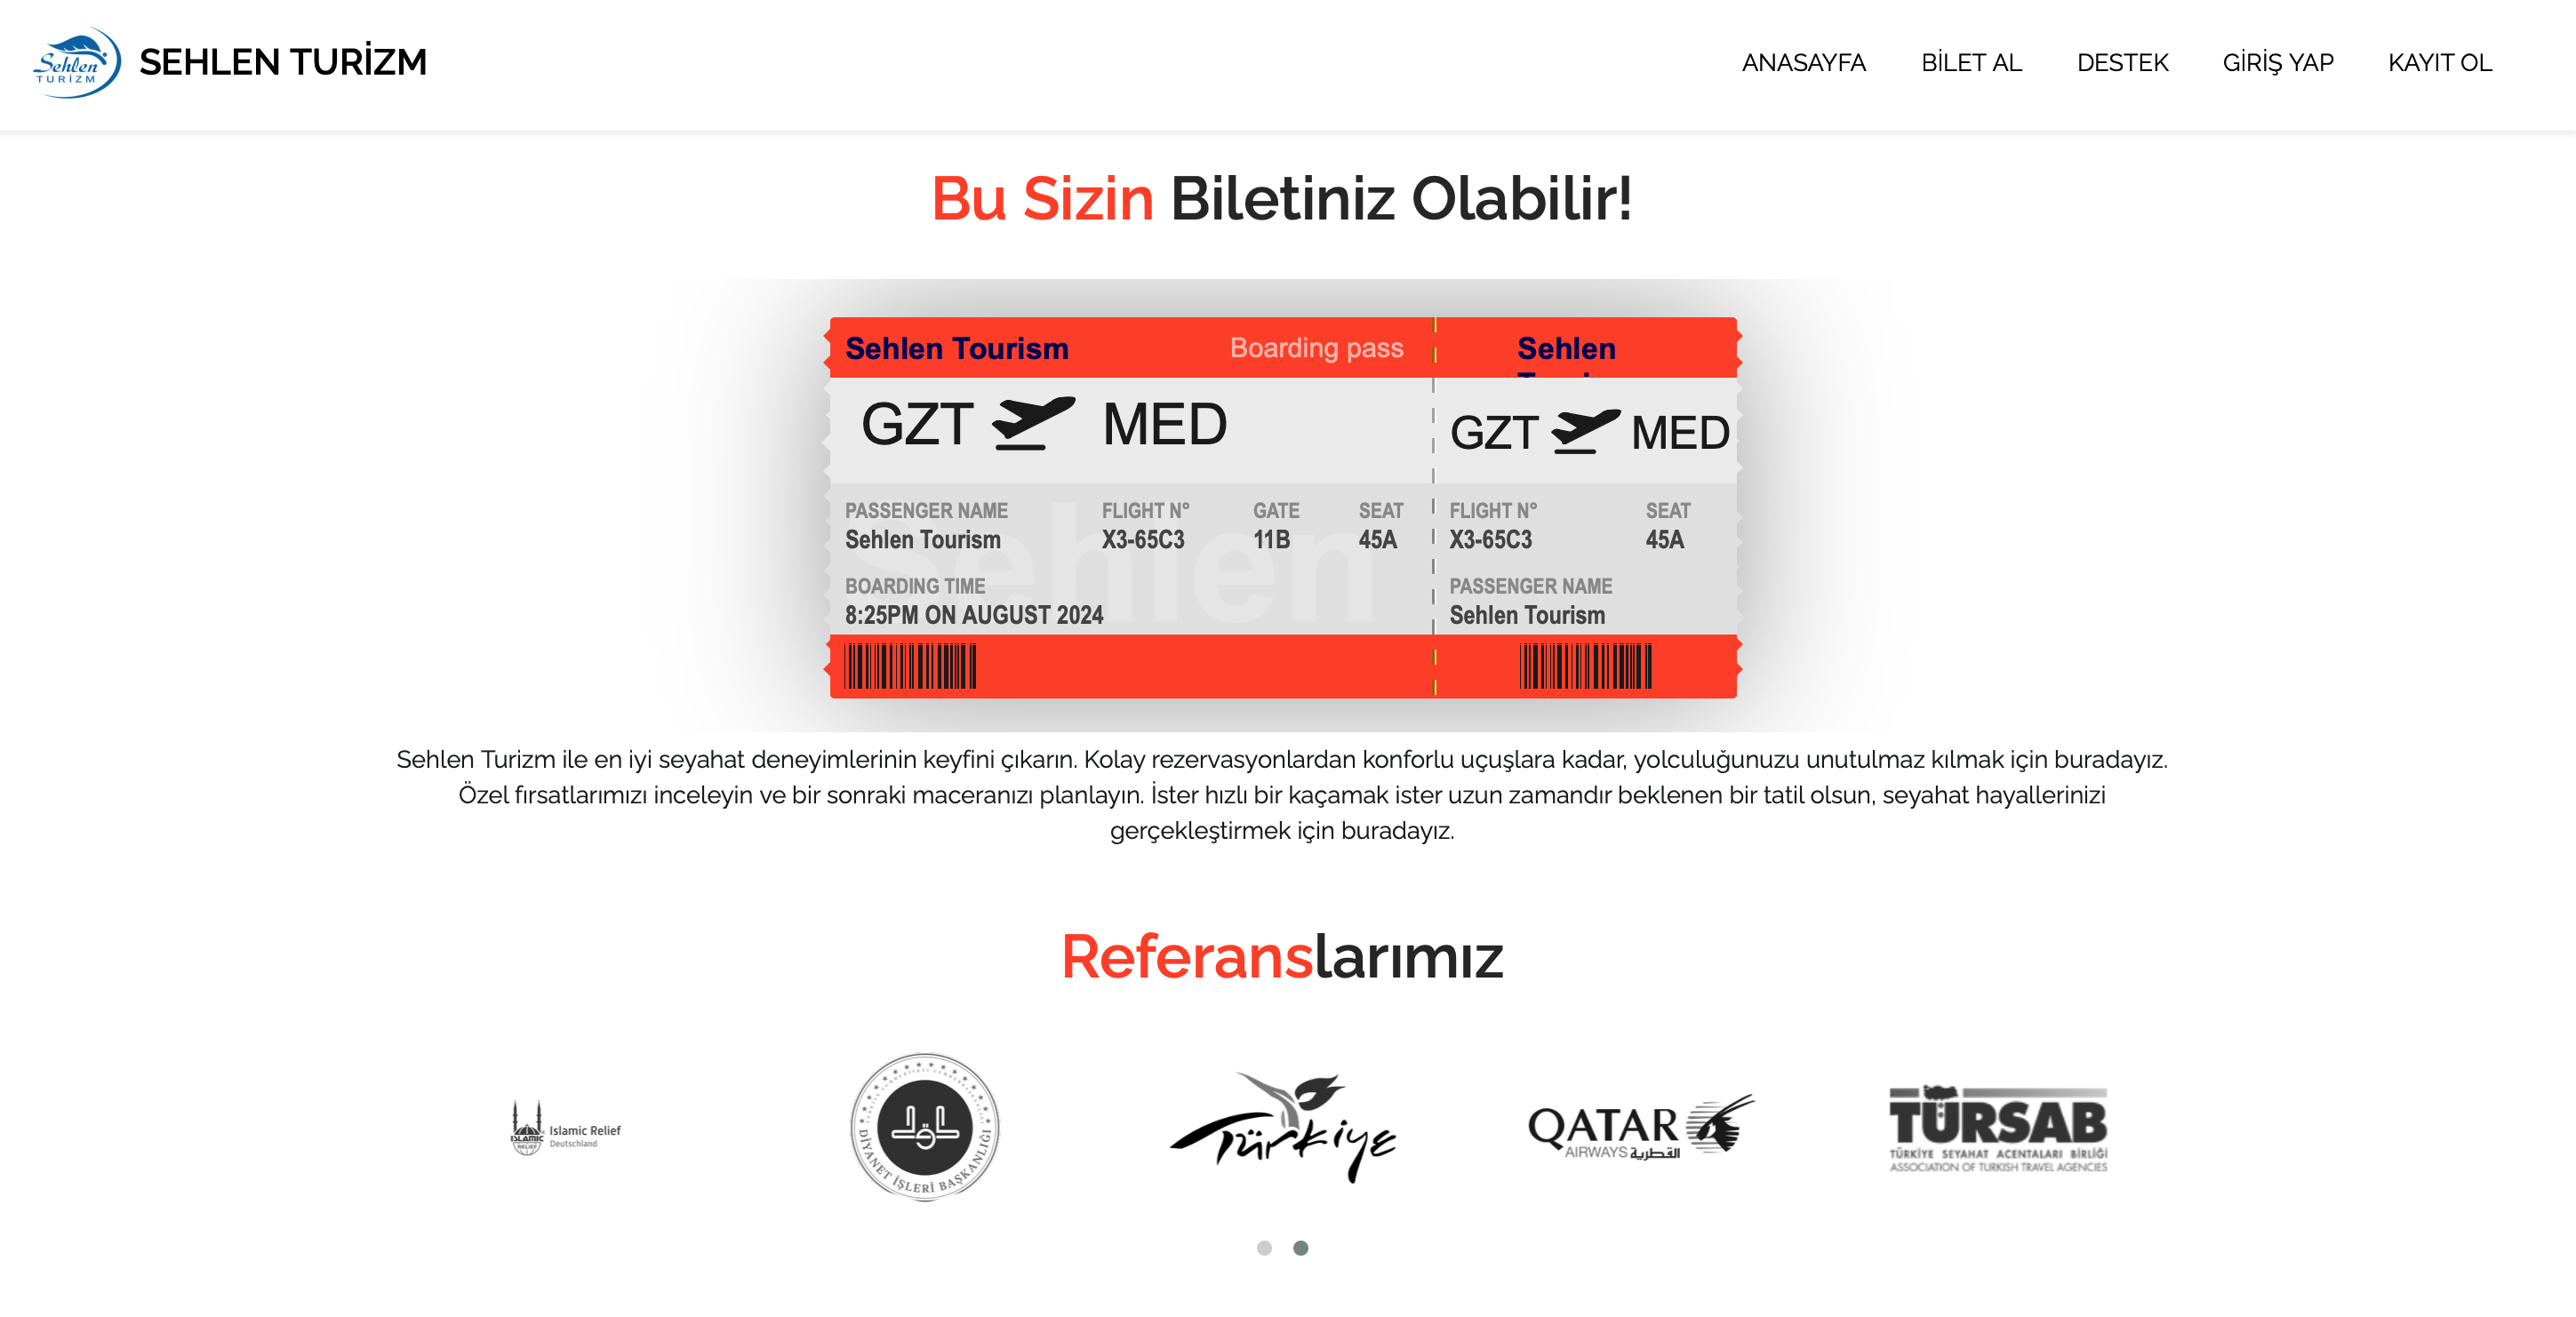 Sehlen
TURİZM
SEHLEN TURİZM
ANASAYFA
BİLET AL
DESTEK
GİRİŞ YAP
KAYIT OL
Bu Sizin Biletiniz Olabilir!
Sehlen Tourism
Boarding pass
Sehlen
GZT MED
GZT MED
Sehlen
PASSENGER NAME
Sehlen Tourism
FLIGHT N°
X3-65C3
GATE
11B
SEAT
45A
BOARDING TIME
8:25PM ON AUGUST 2024
FLIGHT N°
X3-65C3
SEAT
45A
PASSENGER NAME
Sehlen Tourism
Sehlen Turizm ile en iyi seyahat deneyimlerinin keyfini çıkarın. Kolay rezervasyonlardan konforlu uçuşlara kadar, yolculuğunuzu unutulmaz kılmak için buradayız.
Özel fırsatlarımızı inceleyin ve bir sonraki maceranızı planlayın. İster hızlı bir kaçamak ister uzun zamandır beklenen bir tatil olsun, seyahat hayallerinizi
gerçekleştirmek için buradayız.
Referanslarımız
ISLAMIC
RELIEF
Islamic Relief
Deutschland
DİYANET İŞLERİ BAŞKANLIĞI
Türkiye
QATAR
AIRWAYS القطرية
TÜRSAB
TÜRKİYE SEYAHAT ACENTALARI BİRLİĞİ
ASSOCIATION OF TURKISH TRAVEL AGENCIES